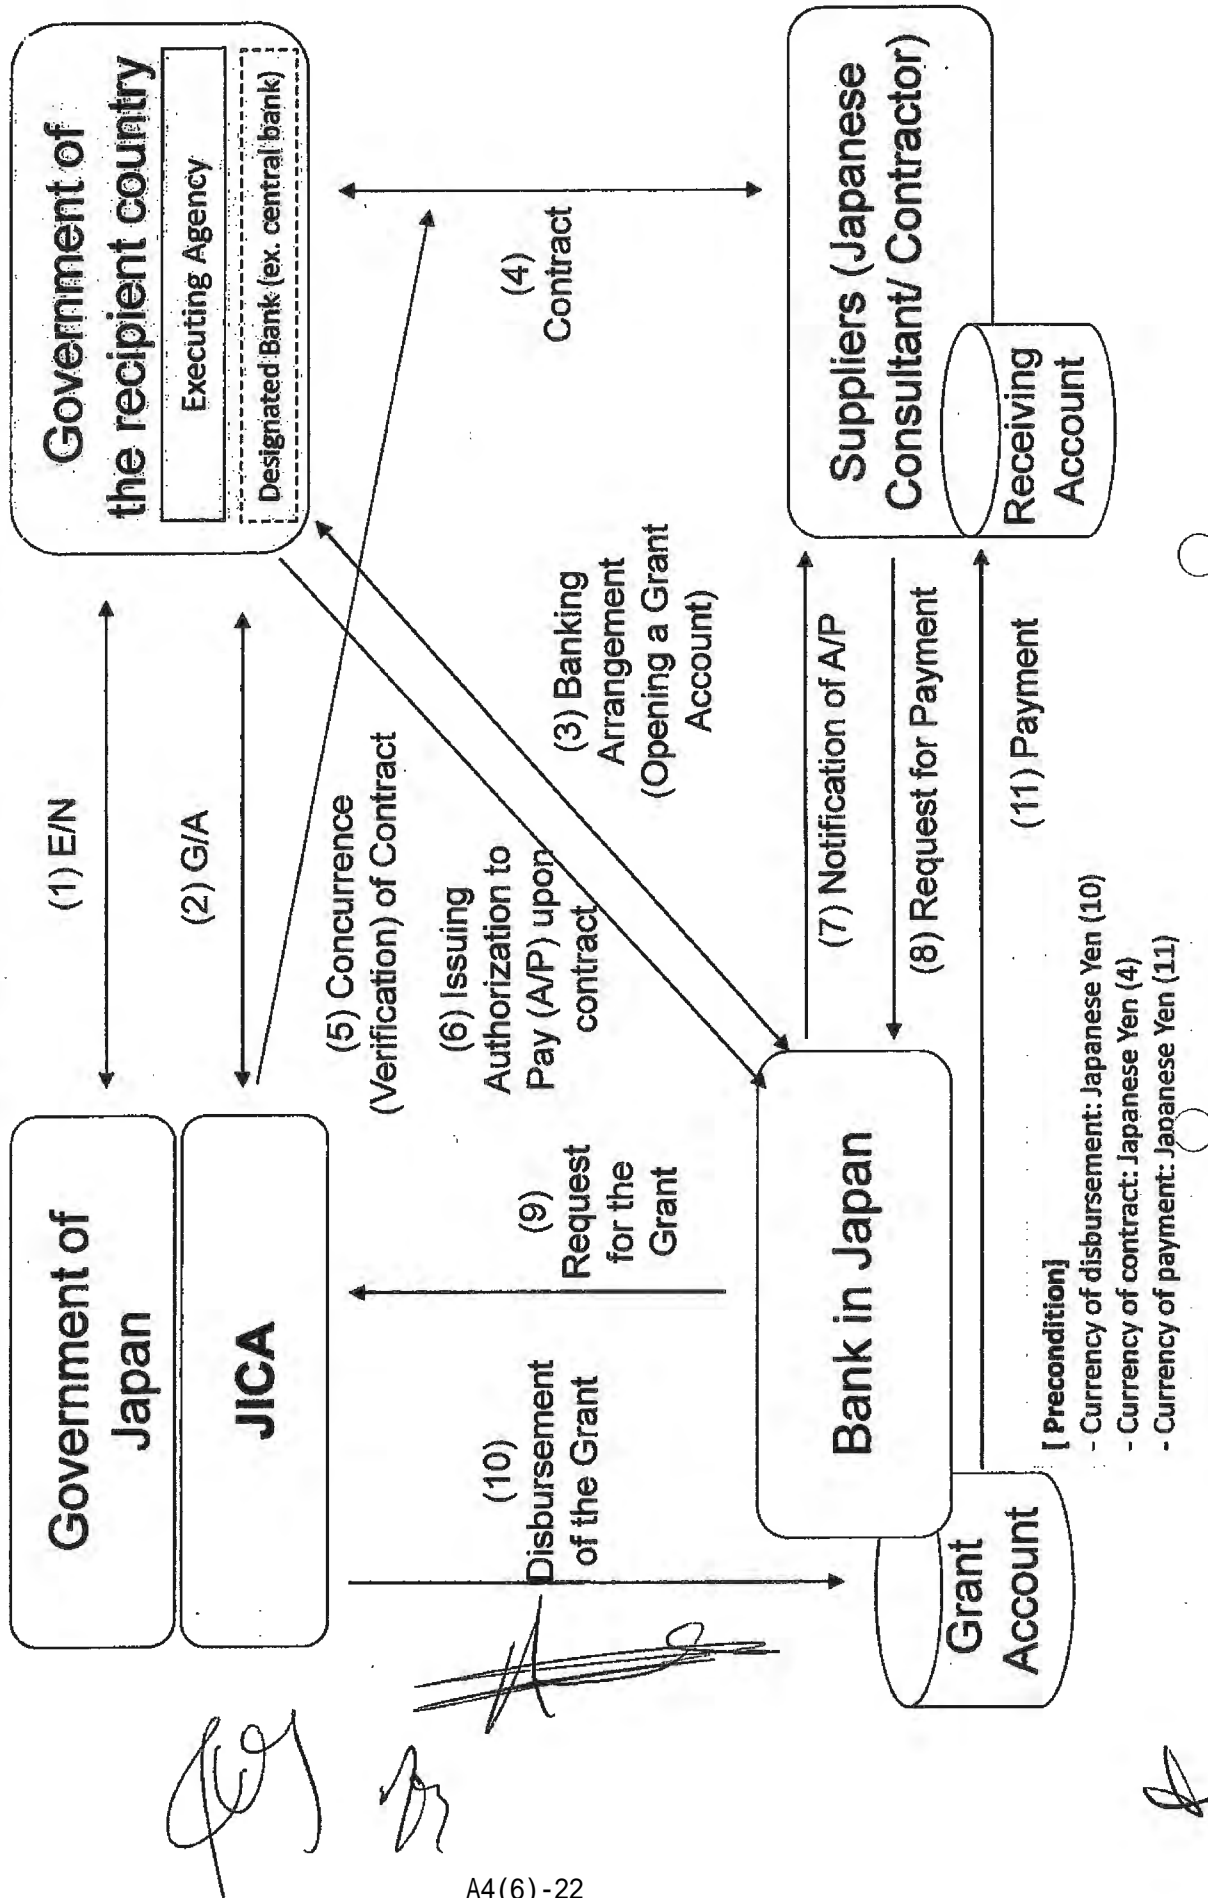 Government of
Japan
JICA
(1) E/N
(2) G/A
Government of
the recipient country
Executing Agency
Designated Bank (ex. central bank)
(5) Concurrence
(Verification) of Contract
(6) Issuing
Authorization to
Pay (A/P) upon
contract
(4)
Contract
(3) Banking
Arrangement
(Opening a Grant
Account)
(10)
Disbursement
of the Grant
(9)
Request
for the
Grant
Bank in Japan
Grant
Account
(7) Notification of A/P
(8) Request for Payment
(11) Payment
Suppliers (Japanese
Consultant/ Contractor)
Receiving
Account
[ Precondition]
- Currency of disbursement: Japanese Yen (10)
- Currency of contract: Japanese Yen (4)
- Currency of payment: Japanese Yen (11)
A4(6)-22